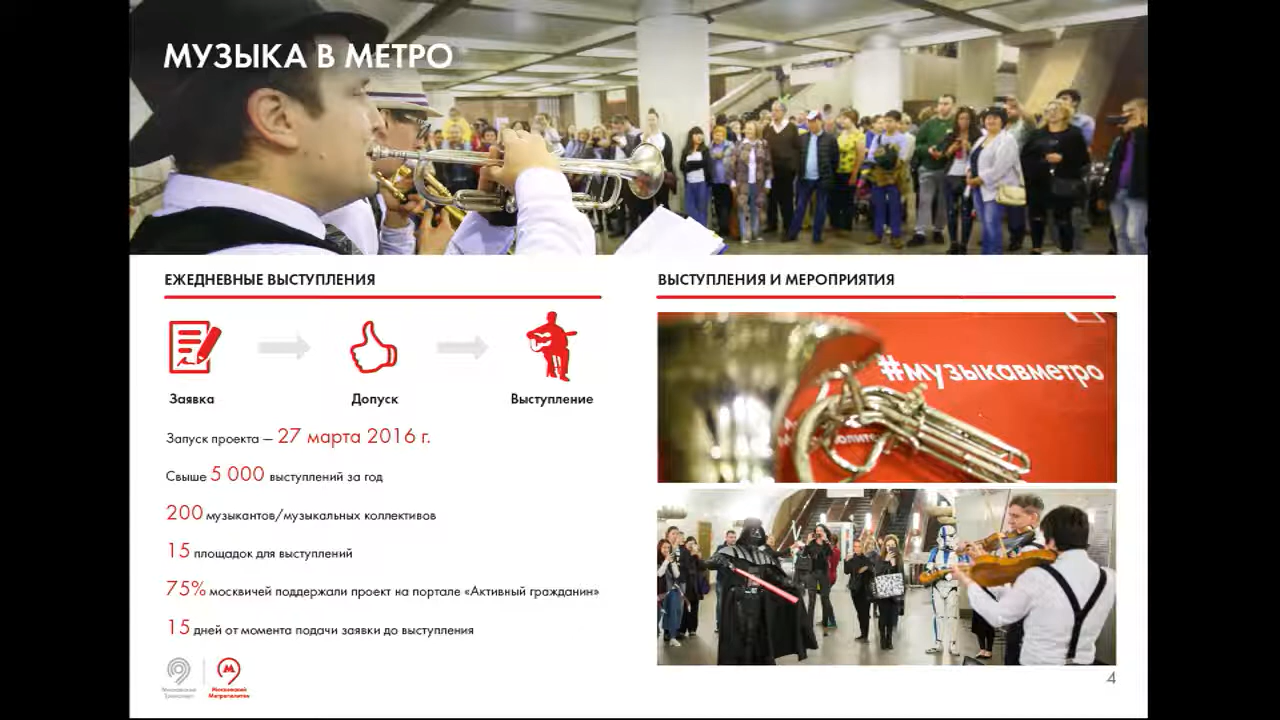 МУЗЫКА В МЕТРО
ЕЖЕДНЕВНЫЕ ВЫСТУПЛЕНИЯ
Заявка
Допуск
Выступление
Запуск проекта — 27 марта 2016 г.
Свыше 5 000 выступлений за год
200 музыкантов/музыкальных коллективов
15 площадок для выступлений
75% москвичей поддержали проект на портале «Активный гражданин»
15 дней от момента подачи заявки до выступления
Московский
Транспорт
Московский
Метрополитен
ВЫСТУПЛЕНИЯ И МЕРОПРИЯТИЯ
#музыкавметро
4